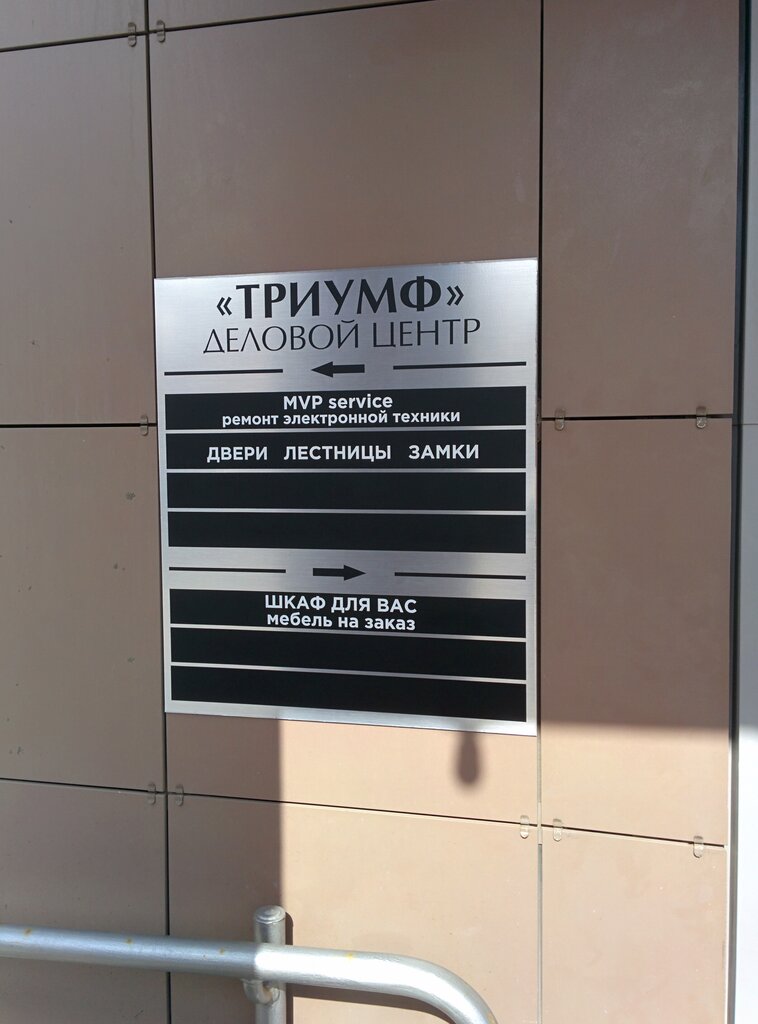 «ТРИУМФ»
ДЕЛОВОЙ ЦЕНТР
MVP service
ремонт электронной техники
ДВЕРИ ЛЕСТНИЦЫ ЗАМКИ
ШКАФ ДЛЯ ВАС
мебель на заказ